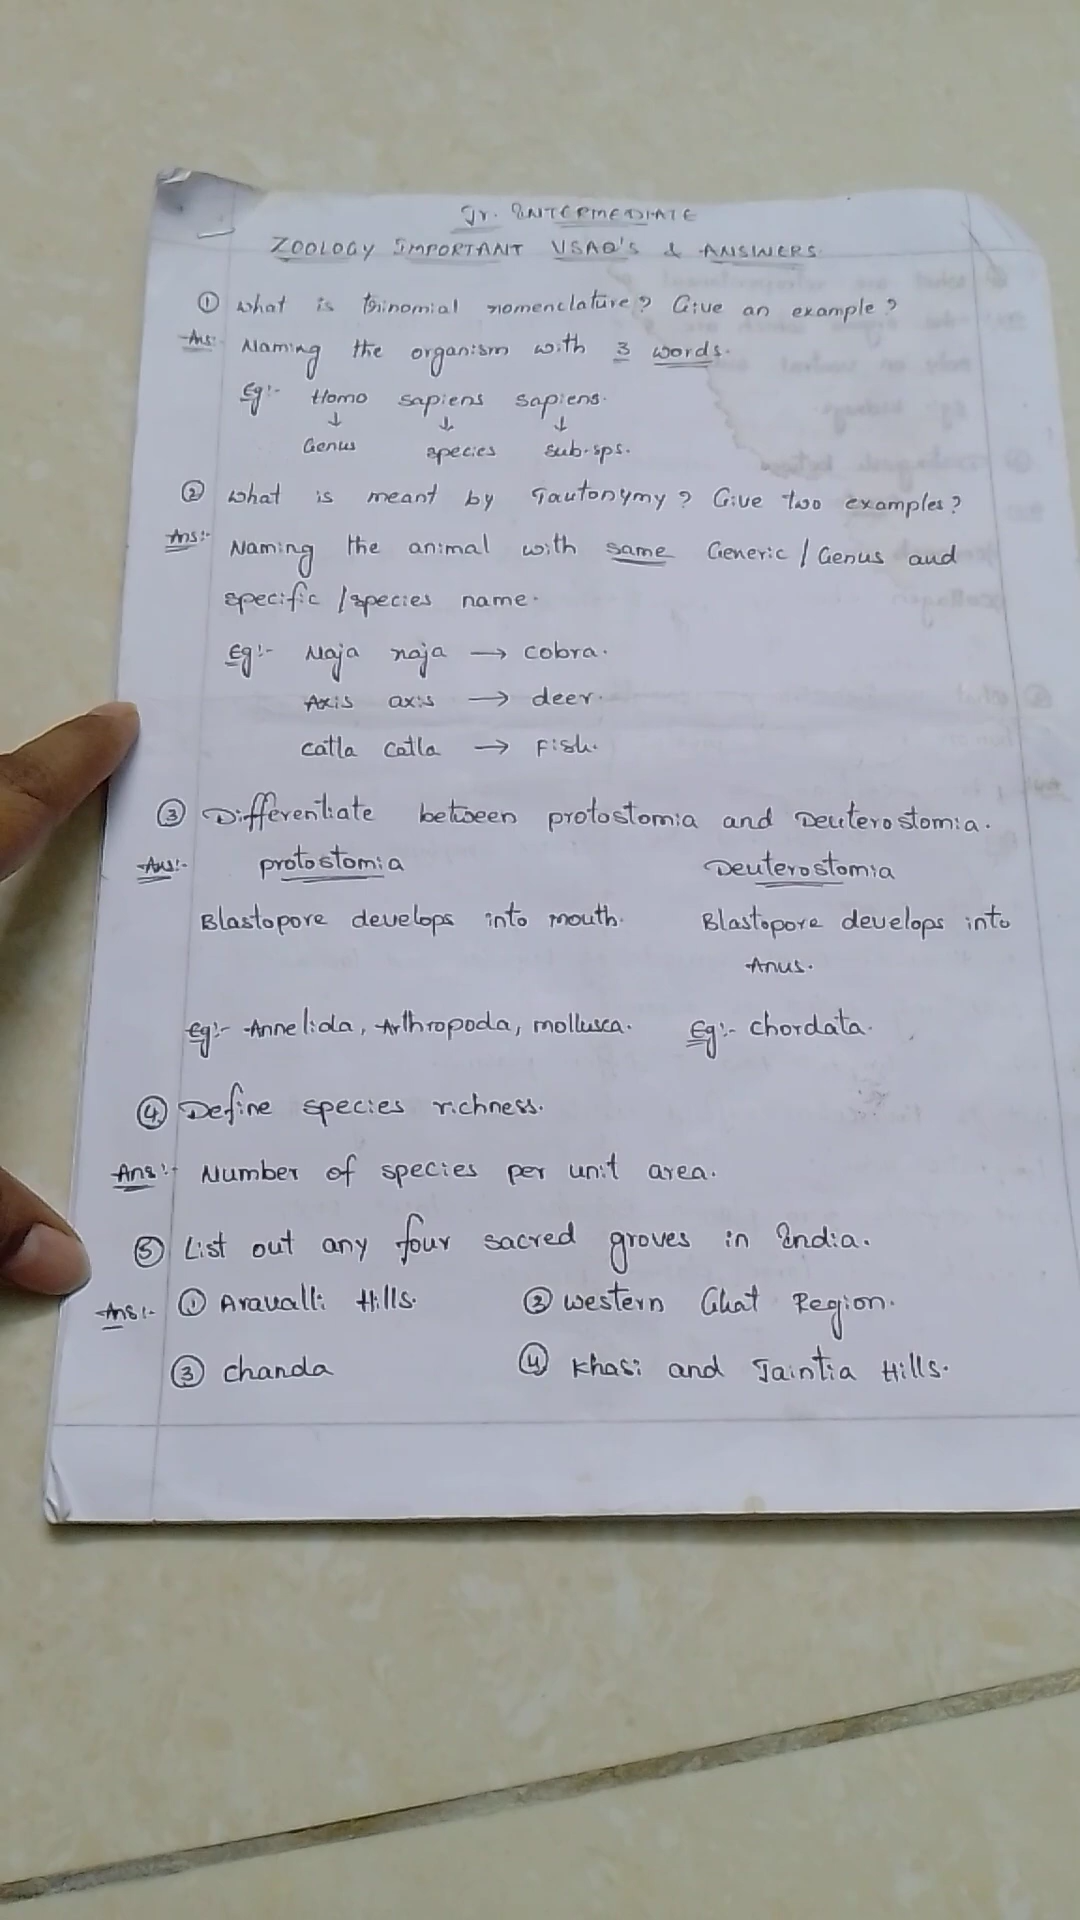 Jr. INTERMEDIATE
ZOOLOGY IMPORTANT VSAQ'S & ANSWERS.
① what is trinomial nomenclature? Give an example?
Ans:- Naming the organism with 3 words.
Eg:- Homo sapiens sapiens.
↓ ↓ ↓
Genus species sub.sps.
② what is meant by Tautonymy? Give two examples?
Ans:- Naming the animal with same Generic / Genus and
specific / species name.
Eg:- Naja naja → cobra.
Axis axis → deer.
catla catla → Fish.
③ Differentiate between protostomia and Deuterostomia.
Ans:- protostomia Deuterostomia
Blastopore develops into mouth. Blastopore develops into
Anus.
Eg:- Annelida, Arthropoda, mollusca. Eg:- chordata.
④ Define species richness.
Ans:- Number of species per unit area.
⑤ List out any four sacred groves in India.
Ans:- ① Aravalli Hills. ② western Ghat Region.
③ chanda ④ Khasi and Jaintia Hills.